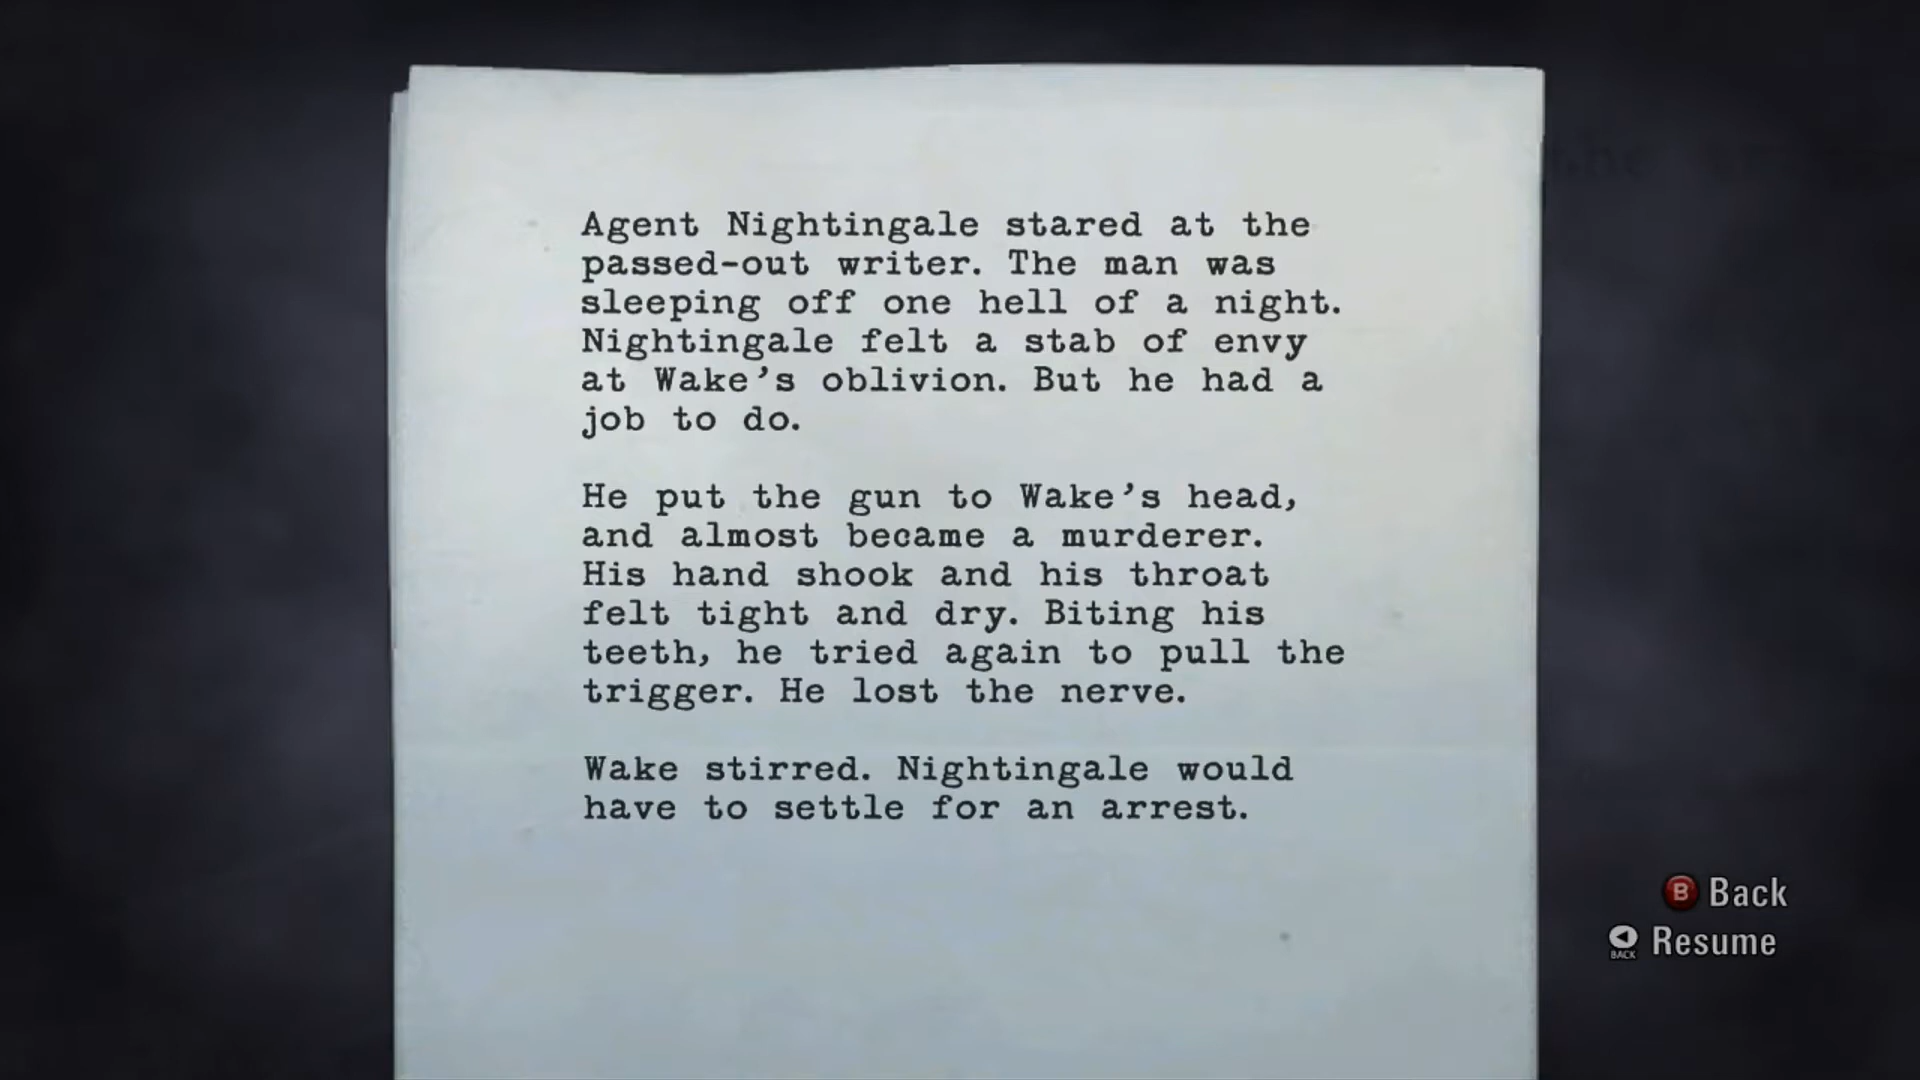 Agent Nightingale stared at the
passed-out writer. The man was
sleeping off one hell of a night.
Nightingale felt a stab of envy
at Wake’s oblivion. But he had a
job to do.
He put the gun to Wake’s head,
and almost became a murderer.
His hand shook and his throat
felt tight and dry. Biting his
teeth, he tried again to pull the
trigger. He lost the nerve.
Wake stirred. Nightingale would
have to settle for an arrest.
B Back
BACK Resume